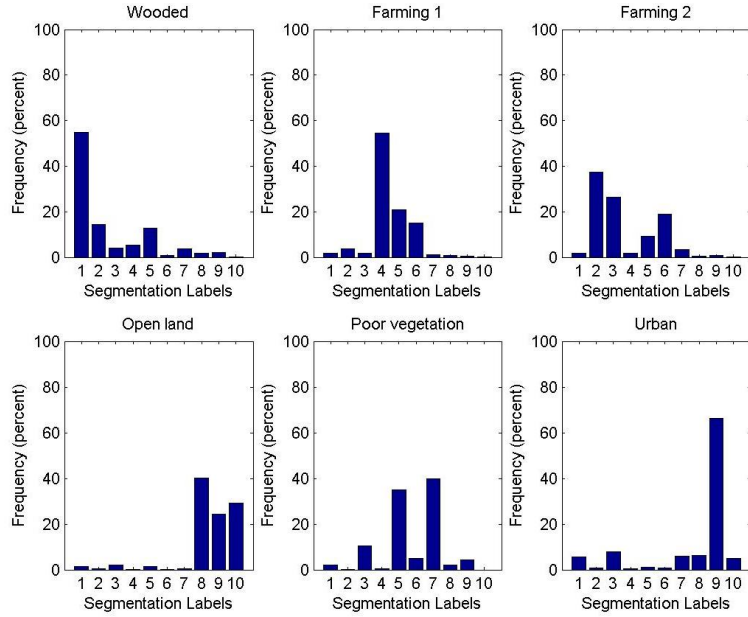 Wooded
Farming 1
Farming 2
100
80
60
40
20
0
Frequency (percent)
1 2 3 4 5 6 7 8 9 10
Segmentation Labels
100
80
60
40
20
0
Frequency (percent)
1 2 3 4 5 6 7 8 9 10
Segmentation Labels
100
80
60
40
20
0
Frequency (percent)
1 2 3 4 5 6 7 8 9 10
Segmentation Labels
Open land
Poor vegetation
Urban
100
80
60
40
20
0
Frequency (percent)
1 2 3 4 5 6 7 8 9 10
Segmentation Labels
100
80
60
40
20
0
Frequency (percent)
1 2 3 4 5 6 7 8 9 10
Segmentation Labels
100
80
60
40
20
0
Frequency (percent)
1 2 3 4 5 6 7 8 9 10
Segmentation Labels